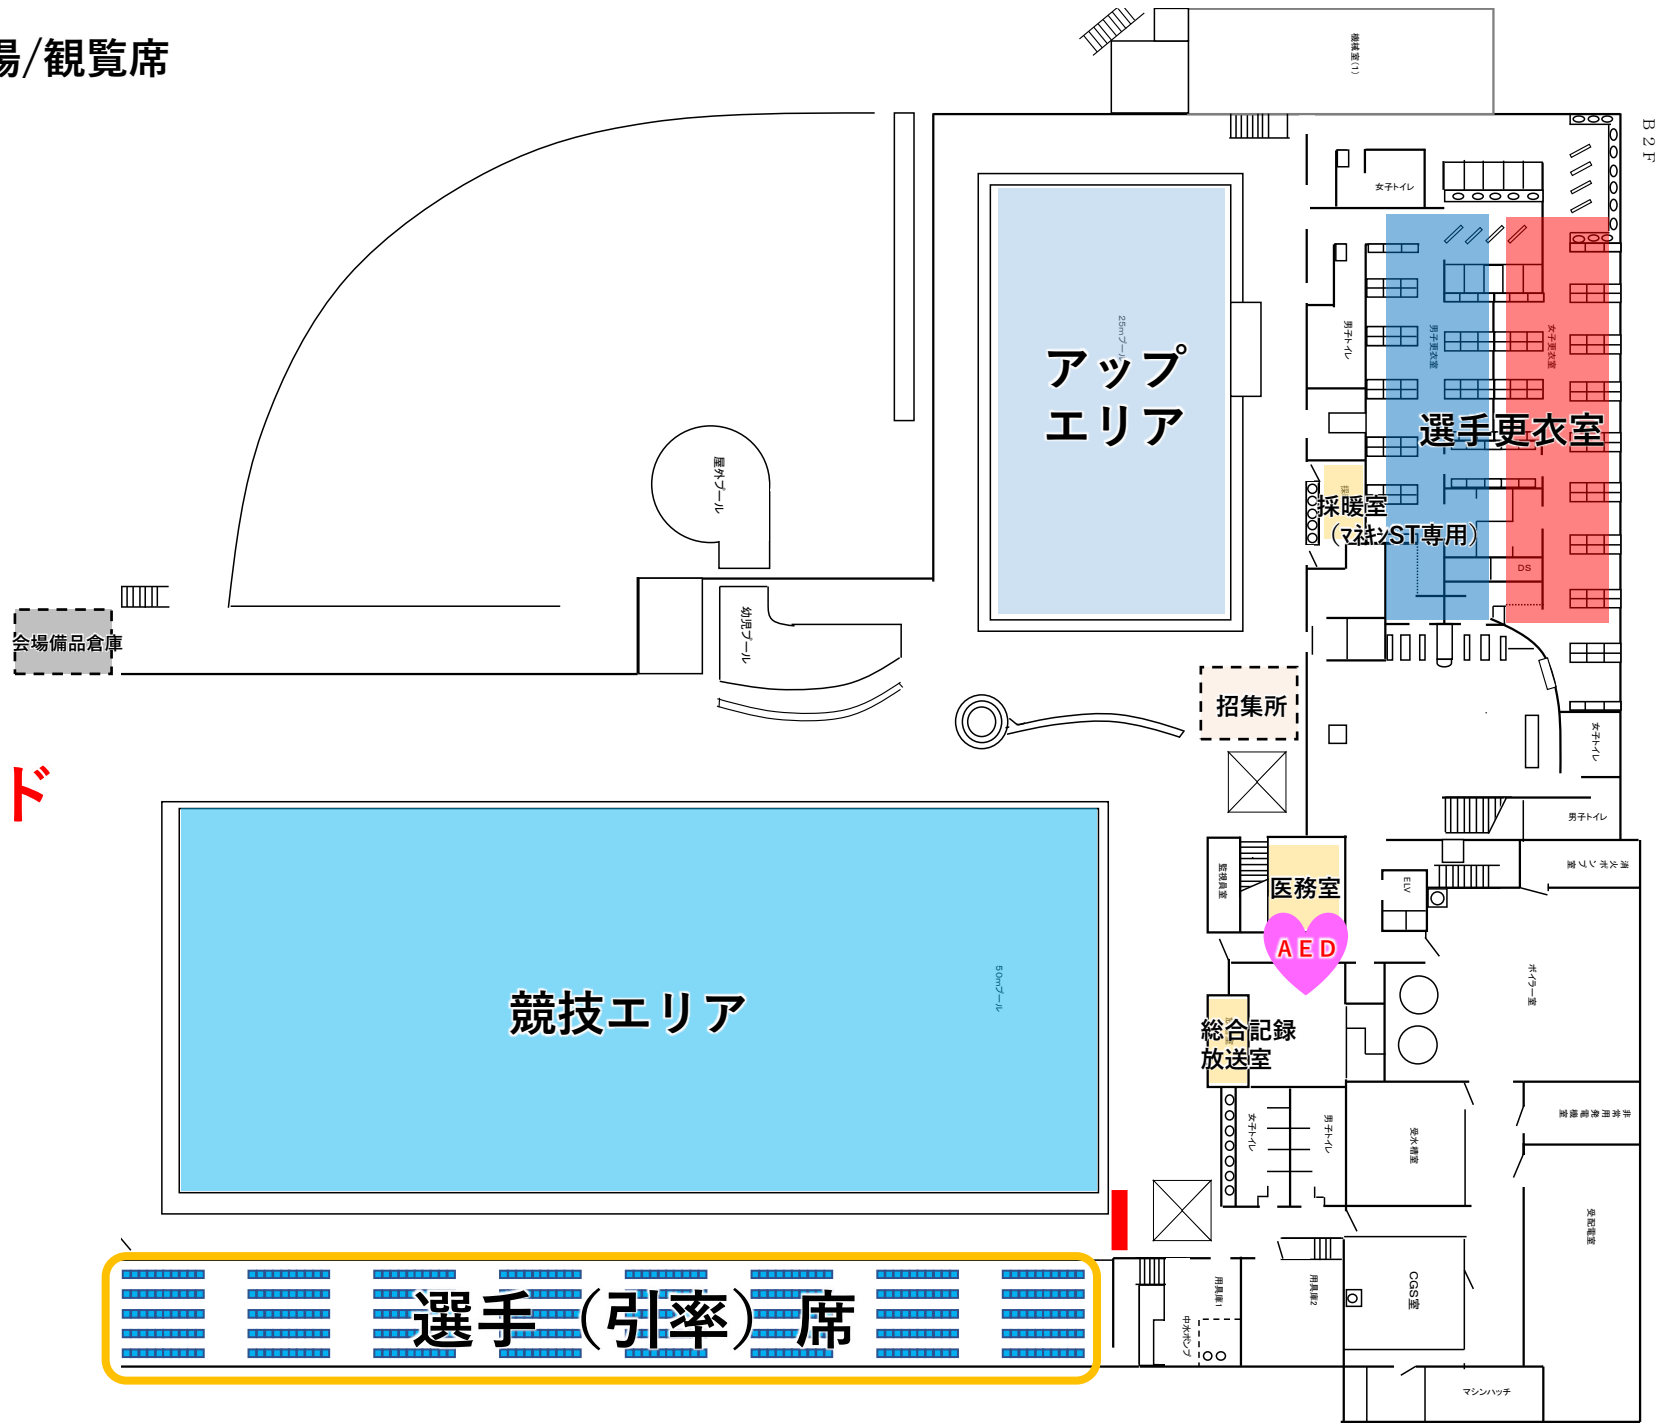 場/観覧席
機械室(1)
B2F
女子トイレ
25mプール
アップ
エリア
男子トイレ
男子更衣室
女子更衣室
選手更衣室
屋外プール
採暖室
（マネキンST専用）
DS
幼児プール
会場備品倉庫
招集所
女子トイレ
ド
男子トイレ
消火ポンプ室
監視員室
医務室
ELV
AED
50mプール
競技エリア
ボイラー室
総合記録
放送室
女子トイレ
男子トイレ
受水槽室
非常用発電機室
受配電室
選手（引率）席
用具庫1
用具庫2
CGS室
中水ポンプ
マシンハッチ